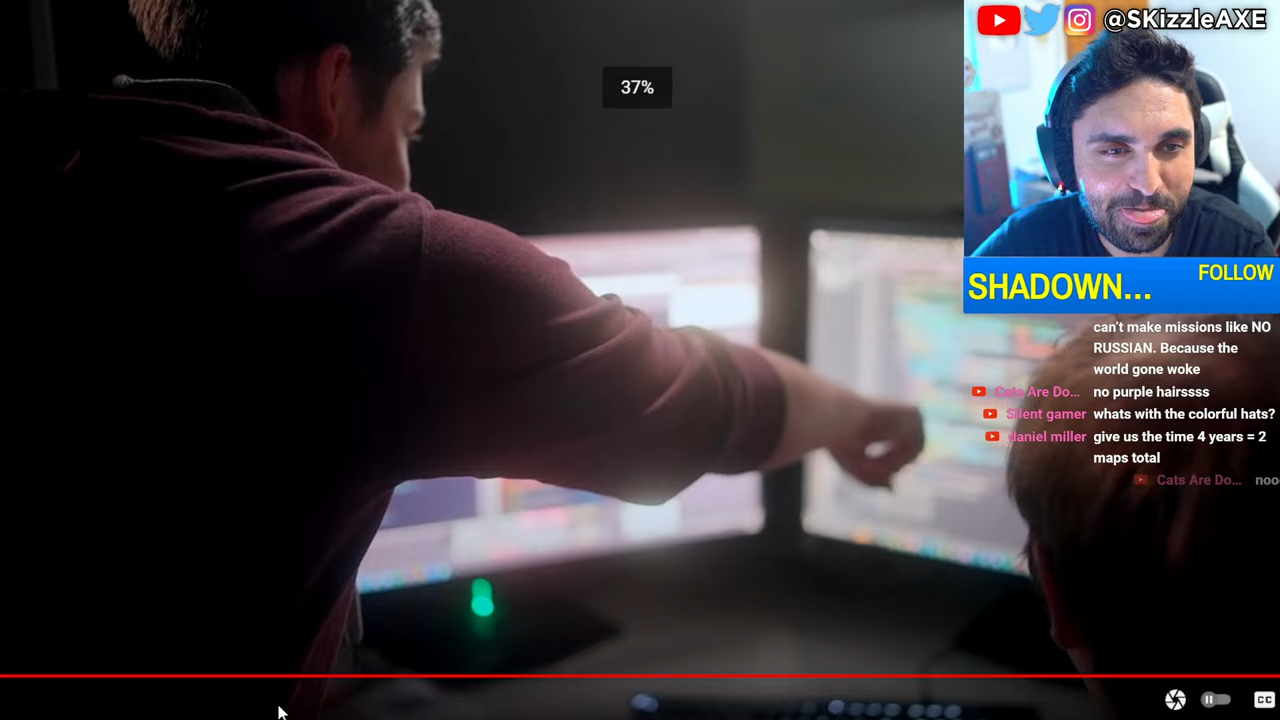 @SKizzleAXE
37%
FOLLOW
SHADOWN...
can't make missions like NO
RUSSIAN. Because the
world gone woke
Cats Are Do... no purple hairssss
Silent gamer whats with the colorful hats?
daniel miller give us the time 4 years = 2
maps total
Cats Are Do... noo
CC